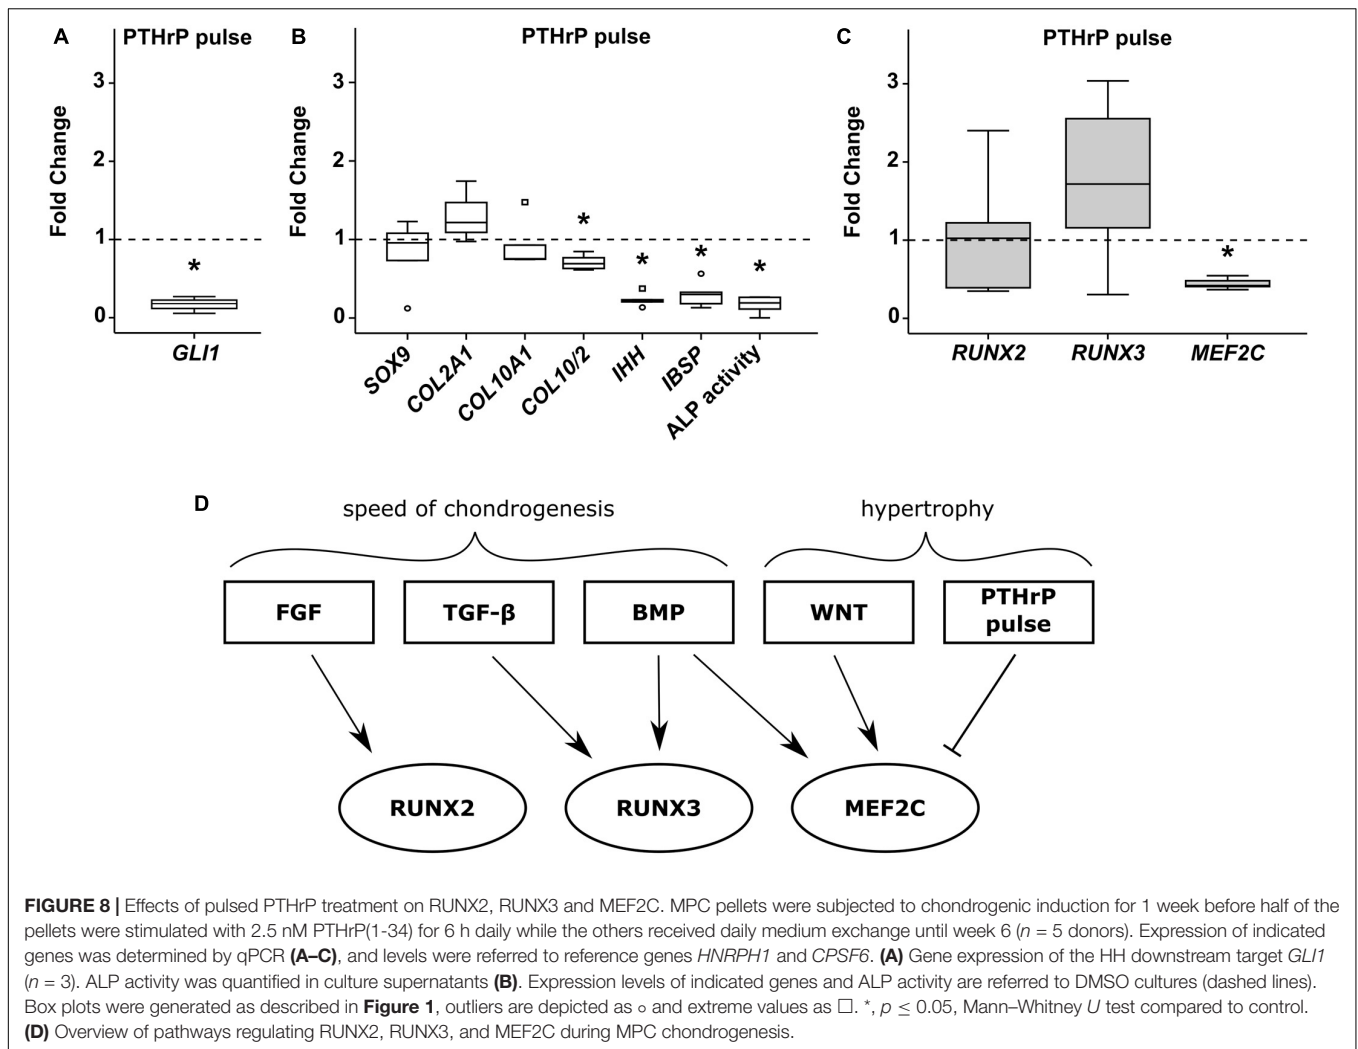 A PTHrP pulse
Fold Change
3
2
1
0
*
GLI1
B PTHrP pulse
Fold Change
3
2
1
0
* * * *
SOX9 COL2A1 COL10A1 COL10/2 IHH IBSP ALP activity
C PTHrP pulse
Fold Change
3
2
1
0
*
RUNX2 RUNX3 MEF2C
D
speed of chondrogenesis hypertrophy
FGF TGF-β BMP WNT PTHrP pulse
RUNX2 RUNX3 MEF2C
FIGURE 8 | Effects of pulsed PTHrP treatment on RUNX2, RUNX3 and MEF2C. MPC pellets were subjected to chondrogenic induction for 1 week before half of the
pellets were stimulated with 2.5 nM PTHrP(1-34) for 6 h daily while the others received daily medium exchange until week 6 (n = 5 donors). Expression of indicated
genes was determined by qPCR (A–C), and levels were referred to reference genes HNRPH1 and CPSF6. (A) Gene expression of the HH downstream target GLI1
(n = 3). ALP activity was quantified in culture supernatants (B). Expression levels of indicated genes and ALP activity are referred to DMSO cultures (dashed lines).
Box plots were generated as described in Figure 1, outliers are depicted as ○ and extreme values as □. *, p ≤ 0.05, Mann–Whitney U test compared to control.
(D) Overview of pathways regulating RUNX2, RUNX3, and MEF2C during MPC chondrogenesis.